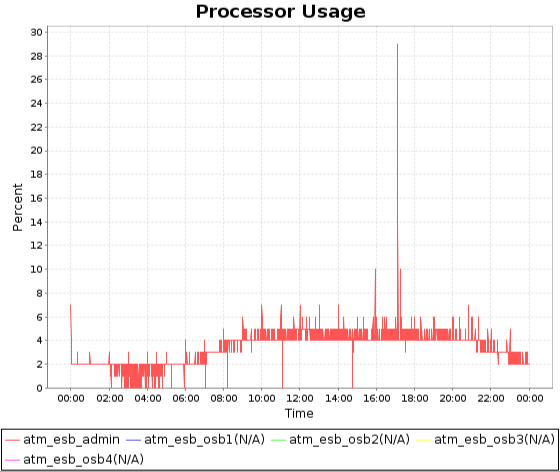 Processor Usage
30
28
26
24
22
20
18
16
14
12
10
8
6
4
2
0
Percent
00:00 02:00 04:00 06:00 08:00 10:00 12:00 14:00 16:00 18:00 20:00 22:00 00:00
Time
atm_esb_admin atm_esb_osb1(N/A) atm_esb_osb2(N/A) atm_esb_osb3(N/A)
atm_esb_osb4(N/A)